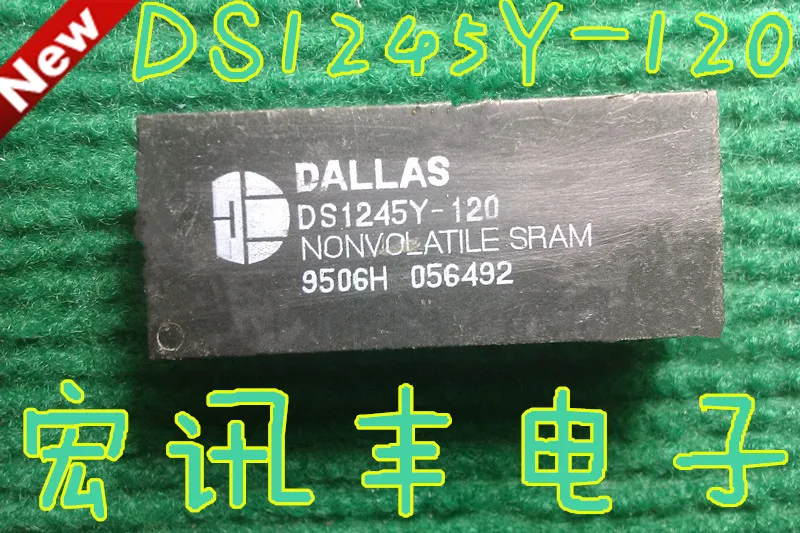 New
DS1245Y-120
DALLAS
DS1245Y-120
NONVOLATILE SRAM
9506H 056492
宏讯丰电子